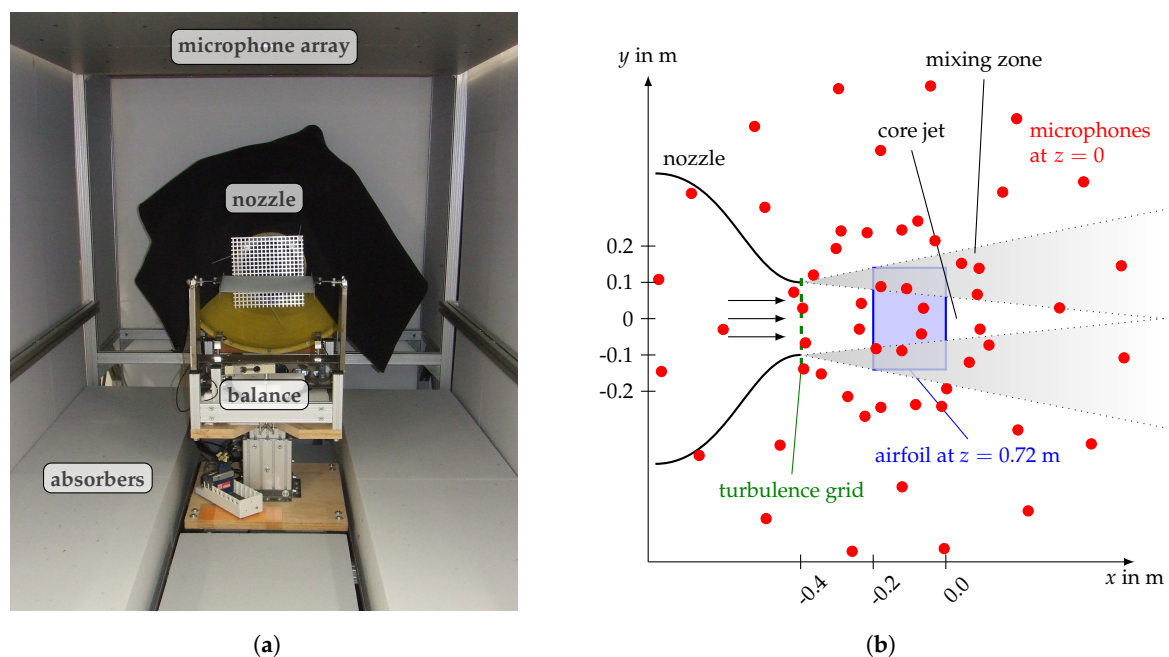 microphone array
nozzle
balance
absorbers
(a)
y in m
mixing zone
core jet
microphones
at z = 0
nozzle
0.2
0.1
0
-0.1
-0.2
airfoil at z = 0.72 m
turbulence grid
-0.4
-0.2
0.0
x in m
(b)